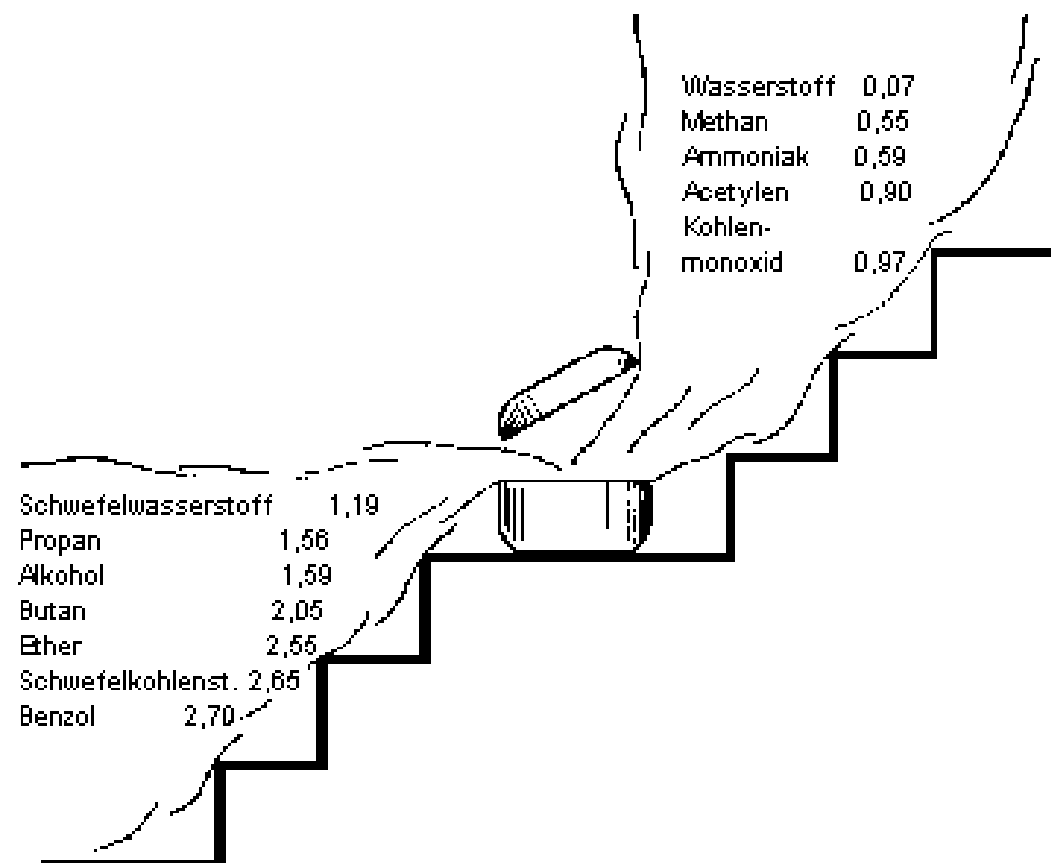 Wasserstoff 0,07
Methan 0,55
Ammoniak 0,59
Acetylen 0,90
Kohlen-
monoxid 0,97
Schwefelwasserstoff 1,19
Propan 1,56
Alkohol 1,59
Butan 2,05
Ether 2,55
Schwefelkohlenst. 2,65
Benzol 2,70